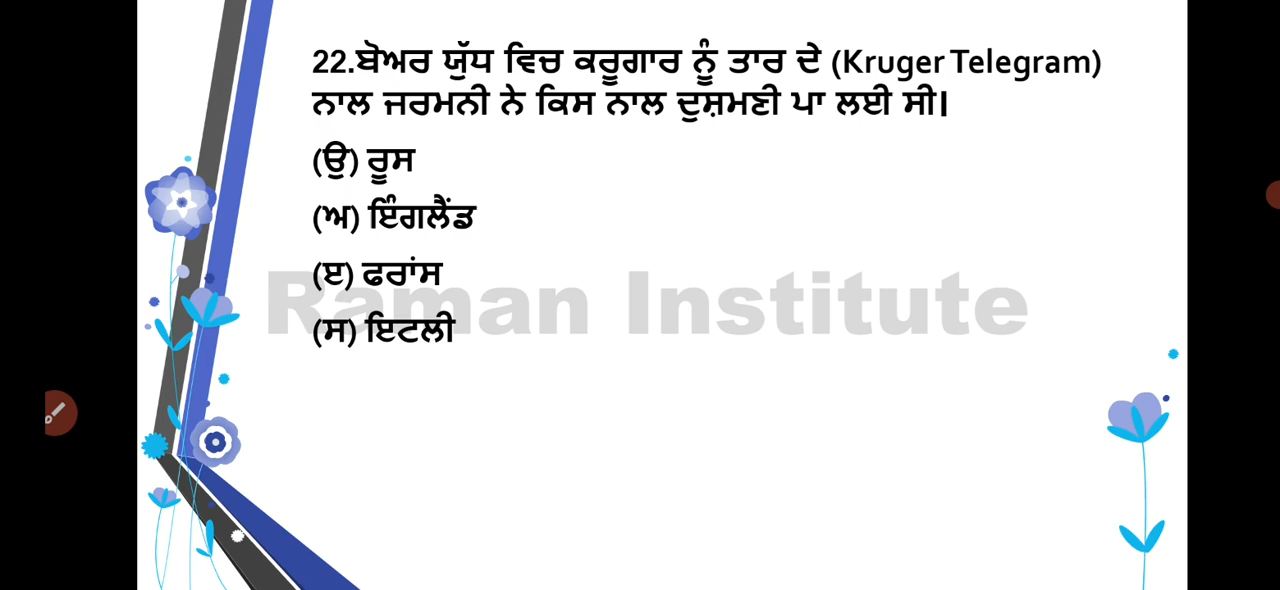 22.ਬੋਅਰ ਯੁੱਧ ਵਿਚ ਕਰੂਗਾਰ ਨੂੰ ਤਾਰ ਦੇ (Kruger Telegram)
ਨਾਲ ਜਰਮਨੀ ਨੇ ਕਿਸ ਨਾਲ ਦੁਸ਼ਮਣੀ ਪਾ ਲਈ ਸੀ।
(ਉ) ਰੂਸ
(ਅ) ਇੰਗਲੈਂਡ
(ੲ) ਫਰਾਂਸ
Raman Institute
(ਸ) ਇਟਲੀ